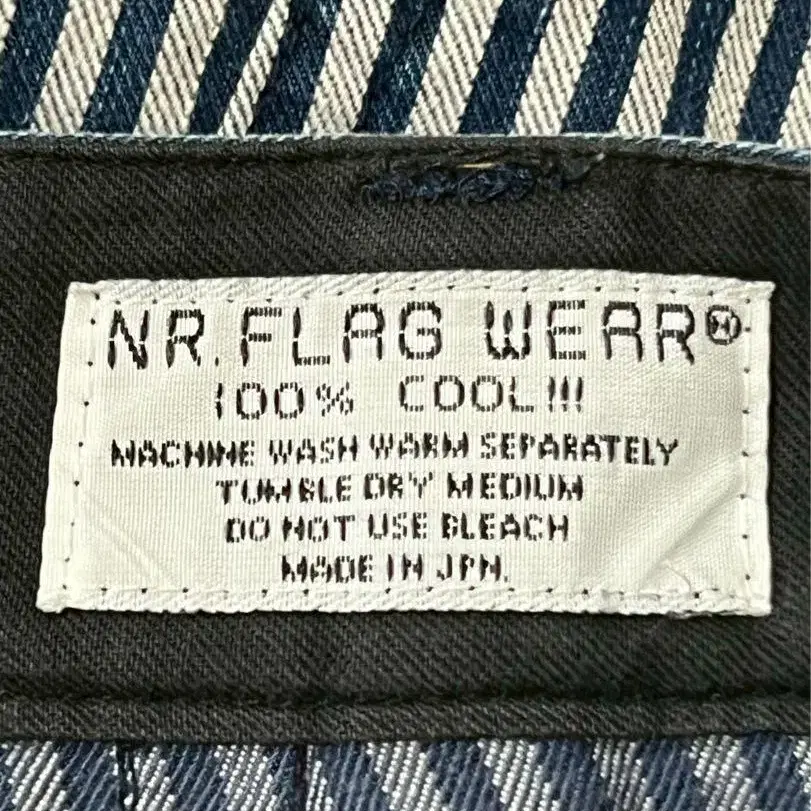 NR. FLAG WEAR®
100% COOL!!!
MACHINE WASH WARM SEPARATELY
TUMBLE DRY MEDIUM
DO NOT USE BLEACH
MADE IN JPN.